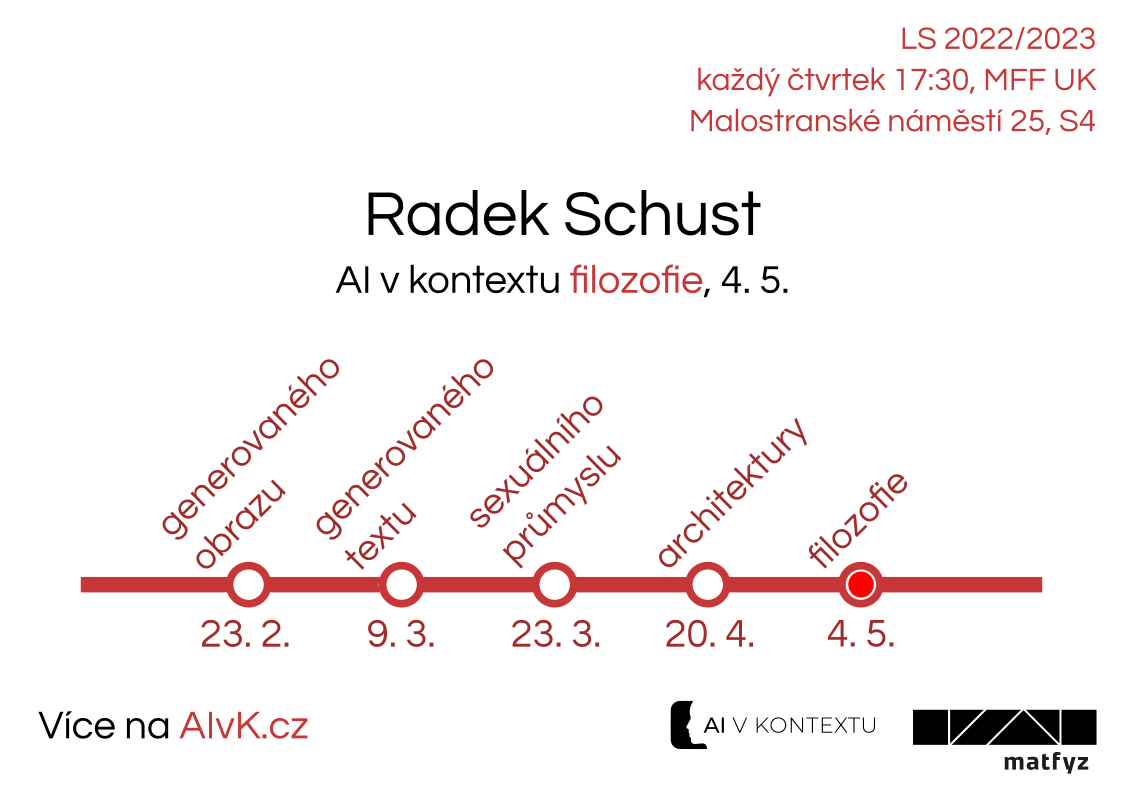 LS 2022/2023
každý čtvrtek 17:30, MFF UK
Malostranské náměstí 25, S4
Radek Schust
AI v kontextu filozofie, 4. 5.
generovaného
obrazu
generovaného
textu
sexuálního
průmyslu
architektury
filozofie
23. 2.
9. 3.
23. 3.
20. 4.
4. 5.
Více na AIvK.cz
AI V KONTEXTU
matfyz